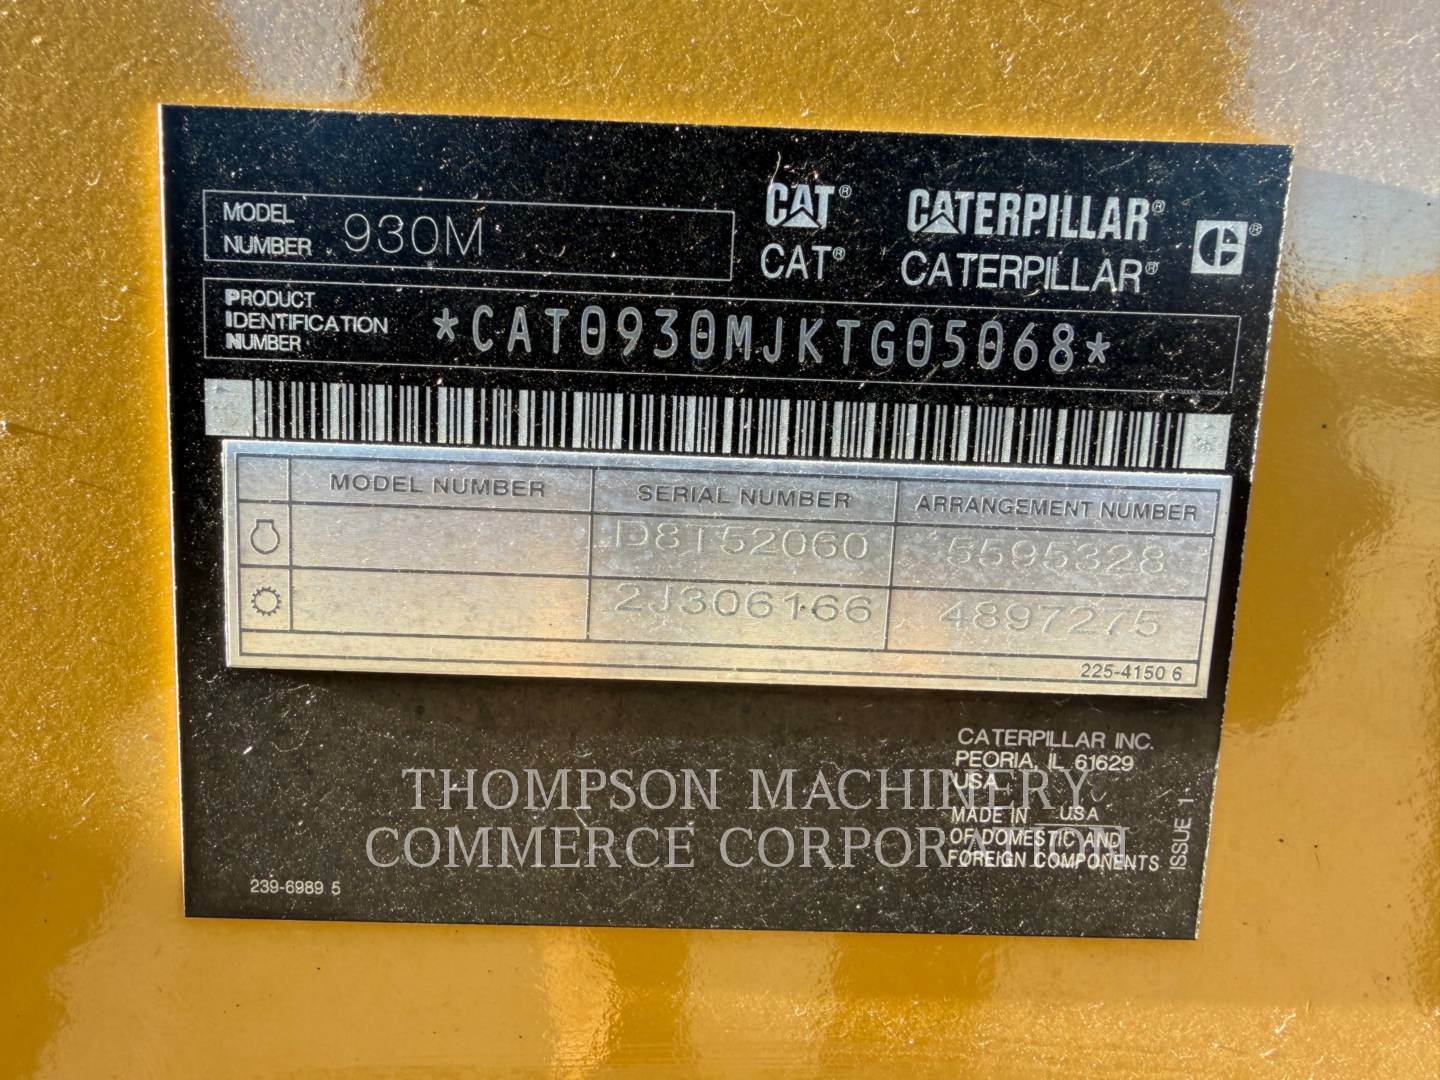 MODEL
NUMBER 930M
CAT® CATERPILLAR®
CAT® CATERPILLAR®
PRODUCT
IDENTIFICATION
NUMBER
*CAT0930MJKTG05068*
MODEL NUMBER SERIAL NUMBER ARRANGEMENT NUMBER
D8T52060 5595328
2J306166 4897275
225-4150 6
CATERPILLAR INC.
PEORIA, IL 61629
USA
MADE IN USA
OF DOMESTIC AND
FOREIGN COMPONENTS
ISSUE 1
239-6989 5
THOMPSON MACHINERY
COMMERCE CORPORATION